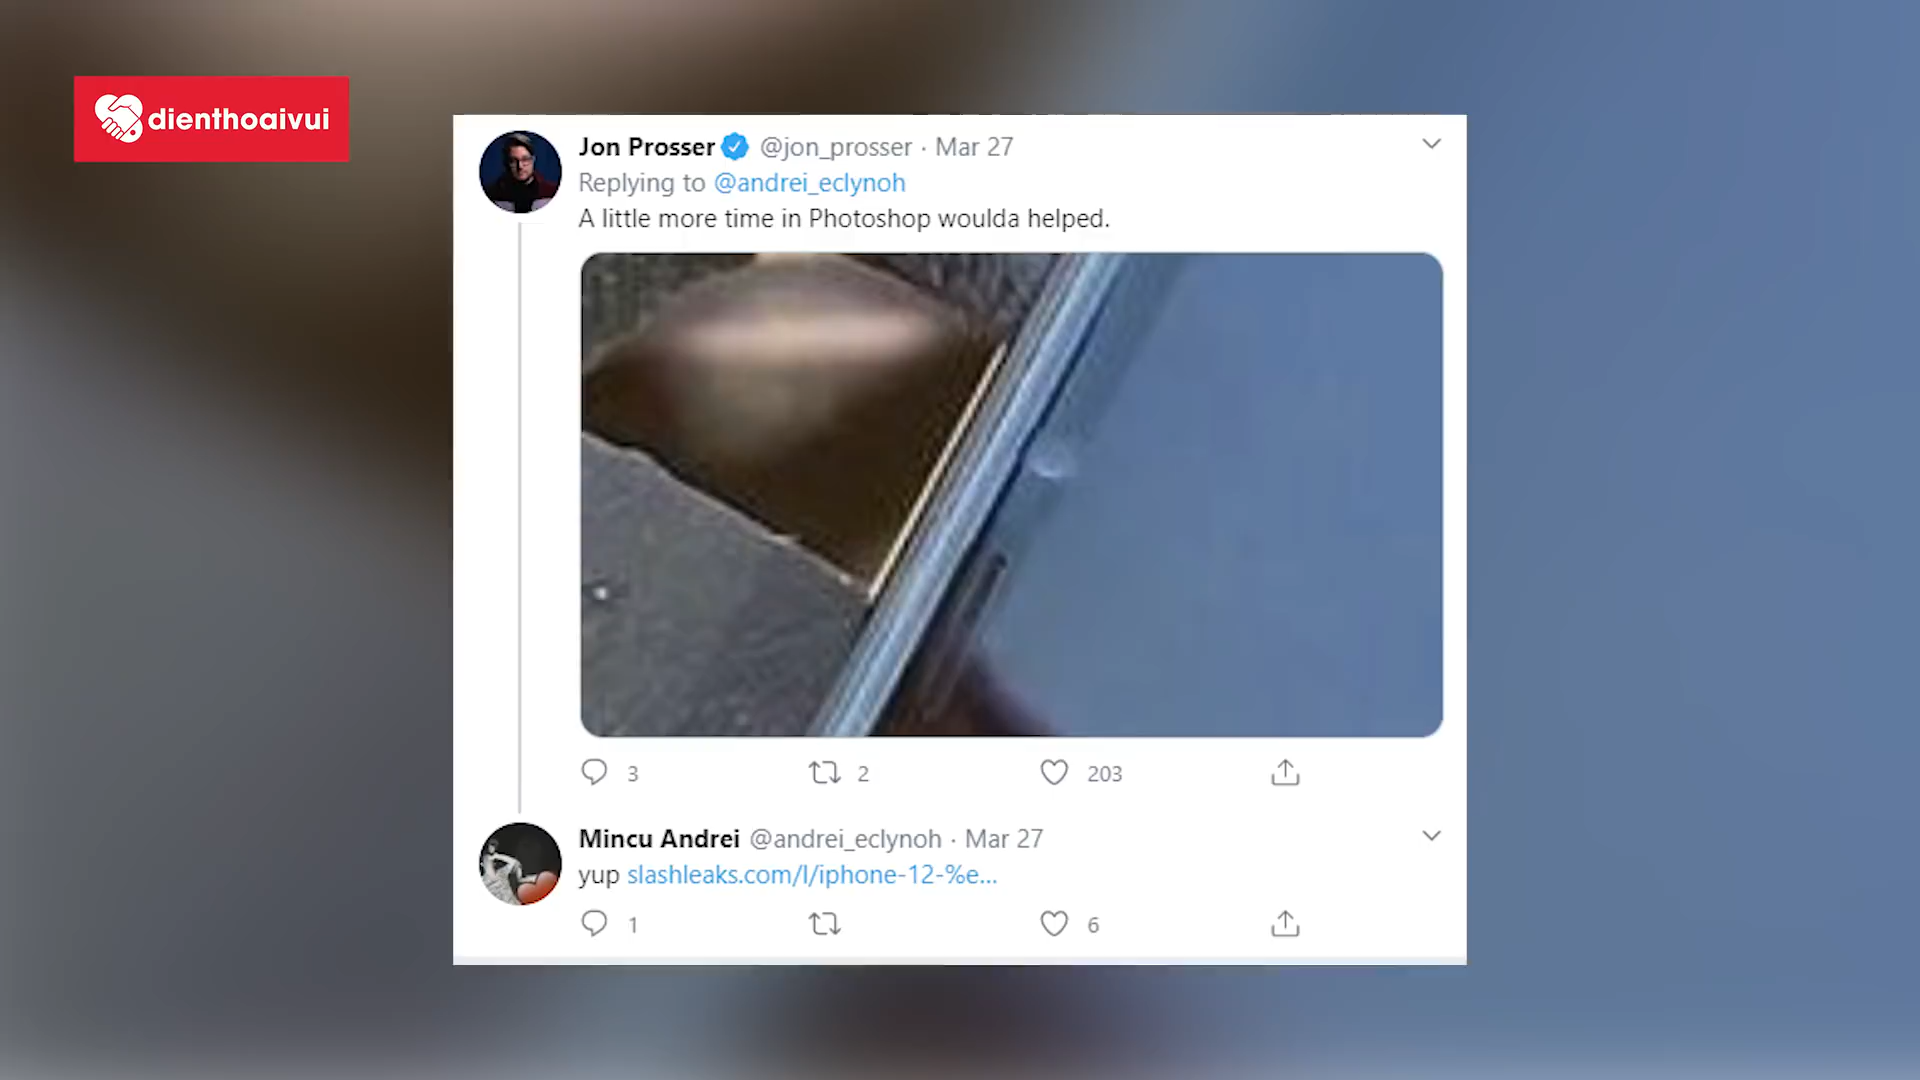 dienthoaivui
Jon Prosser @jon_prosser · Mar 27
Replying to @andrei_eclynoh
A little more time in Photoshop woulda helped.
3 2 203
Mincu Andrei @andrei_eclynoh · Mar 27
yup slashleaks.com/l/iphone-12-%e...
1 6